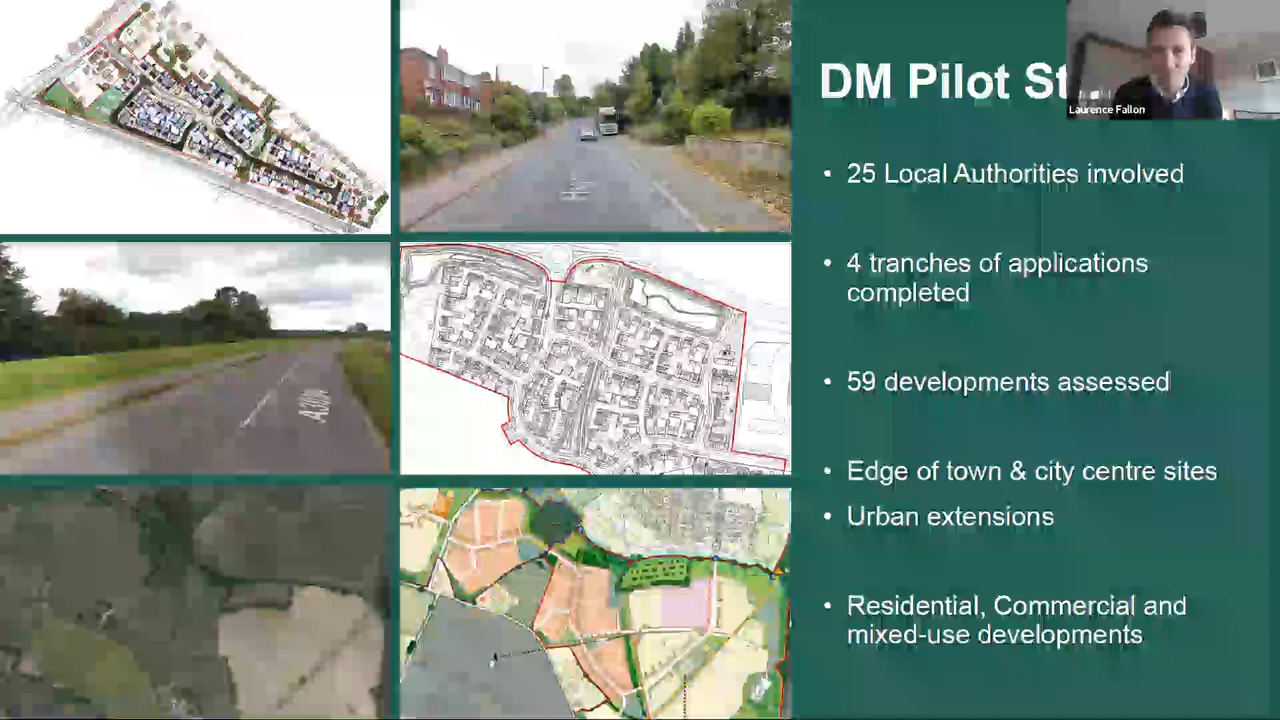 DM Pilot St
Laurence Fallon
• 25 Local Authorities involved
• 4 tranches of applications
completed
• 59 developments assessed
• Edge of town & city centre sites
• Urban extensions
• Residential, Commercial and
mixed-use developments